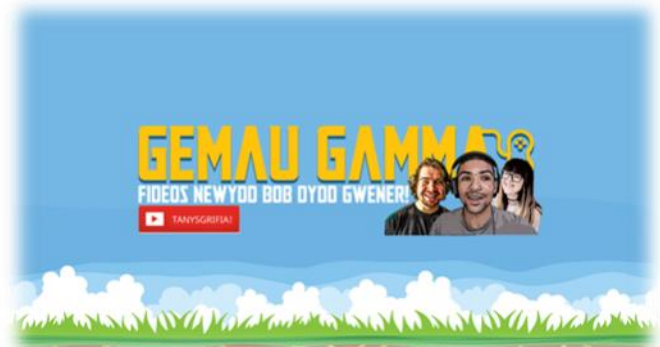 GEMAU GAMMA
FIDEOS NEWYDD BOB DYDD GWENER!
TANYSGRIFIA!